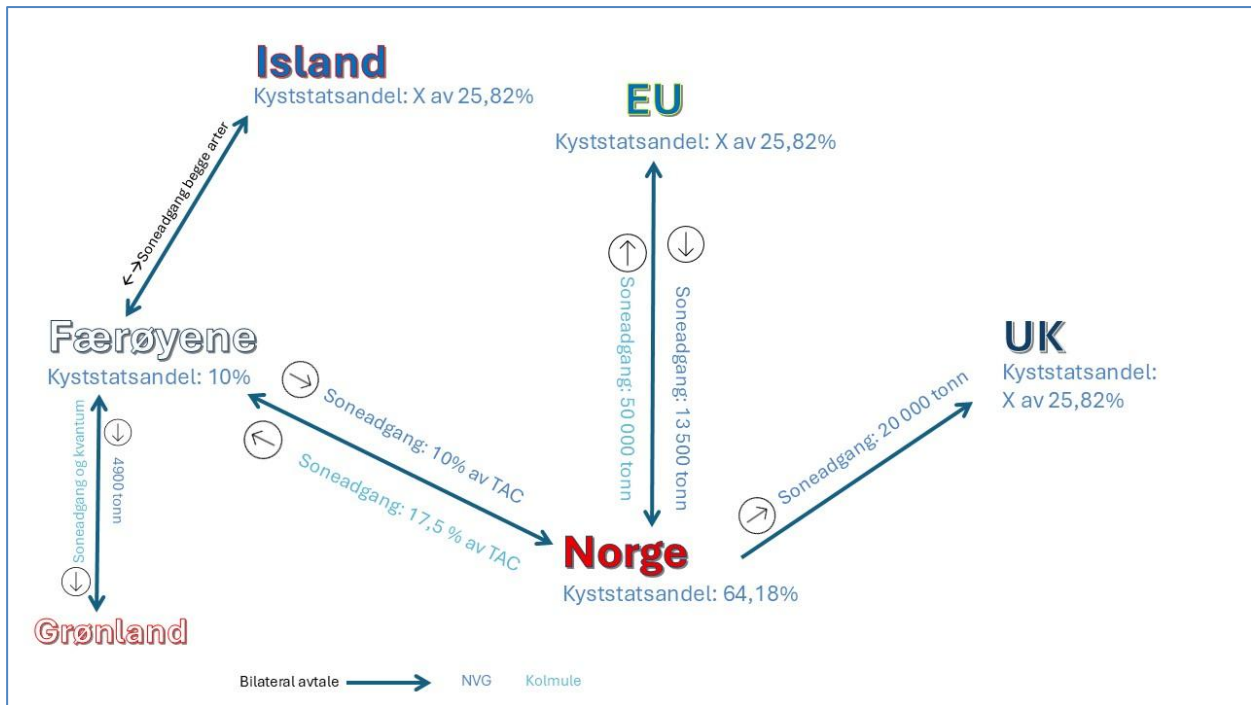 Island
Kyststatsandel: X av 25,82%
EU
Kyststatsandel: X av 25,82%
Soneadgang begge arter
Færøyene
Kyststatsandel: 10%
Soneadgang: 50 000 tonn
Soneadgang: 13 500 tonn
UK
Kyststatsandel:
X av 25,82%
Soneadgang: 20 000 tonn
Soneadgang: 10% av TAC
Soneadgang: 17,5 % av TAC
Soneadgang og kvantum
4900 tonn
Norge
Kyststatsandel: 64,18%
Grønland
Bilateral avtale
NVG
Kolmule